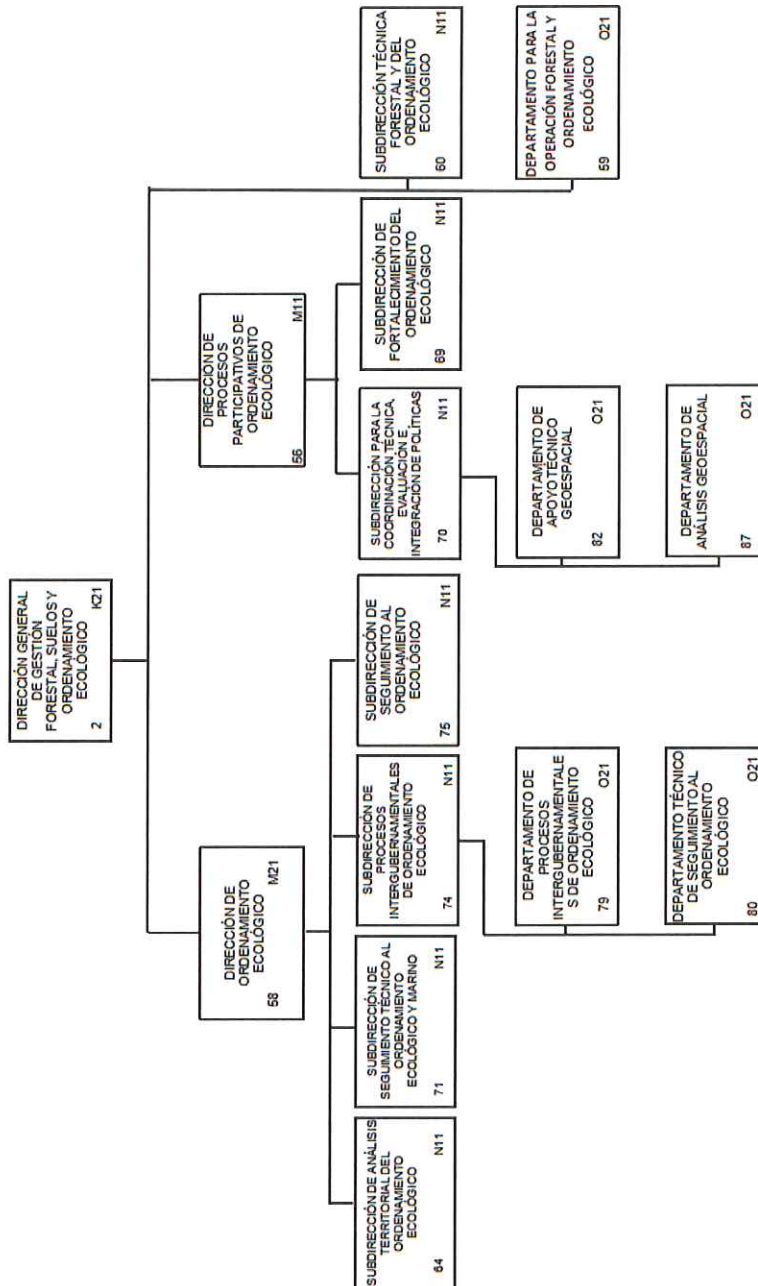 DIRECCIÓN GENERAL
DE GESTIÓN
FORESTAL, SUELOS Y
ORDENAMIENTO
ECOLÓGICO
2 K21
DIRECCIÓN DE
ORDENAMIENTO
ECOLÓGICO
58 M21
DIRECCIÓN DE
PROCESOS
PARTICIPATIVOS DE
ORDENAMIENTO
ECOLÓGICO
56 M11
SUBDIRECCIÓN DE ANÁLISIS
TERRITORIAL DEL
ORDENAMIENTO
ECOLÓGICO
64 N11
SUBDIRECCIÓN DE
SEGUIMIENTO TÉCNICO AL
ORDENAMIENTO
ECOLÓGICO Y MARINO
71 N11
SUBDIRECCIÓN DE
PROCESOS
INTERGUBERNAMENTALES
DE ORDENAMIENTO
ECOLÓGICO
74 N11
SUBDIRECCIÓN DE
SEGUIMIENTO AL
ORDENAMIENTO
ECOLÓGICO
75 N11
SUBDIRECCIÓN PARA LA
COORDINACIÓN TÉCNICA,
EVALUACIÓN E
INTEGRACIÓN DE POLÍTICAS
70 N11
SUBDIRECCIÓN DE
FORTALECIMIENTO DEL
ORDENAMIENTO
ECOLÓGICO
69 N11
SUBDIRECCIÓN TÉCNICA
FORESTAL Y DEL
ORDENAMIENTO
ECOLÓGICO
60 N11
DEPARTAMENTO DE
PROCESOS
INTERGUBERNAMENTALE
S DE ORDENAMIENTO
ECOLÓGICO
79 O21
DEPARTAMENTO DE
APOYO TÉCNICO
GEOESPACIAL
82 O21
DEPARTAMENTO PARA LA
OPERACIÓN FORESTAL Y
ORDENAMIENTO
ECOLÓGICO
59 O21
DEPARTAMENTO TÉCNICO
DE SEGUIMIENTO AL
ORDENAMIENTO
ECOLÓGICO
80 O21
DEPARTAMENTO DE
ANÁLISIS GEOESPACIAL
87 O21